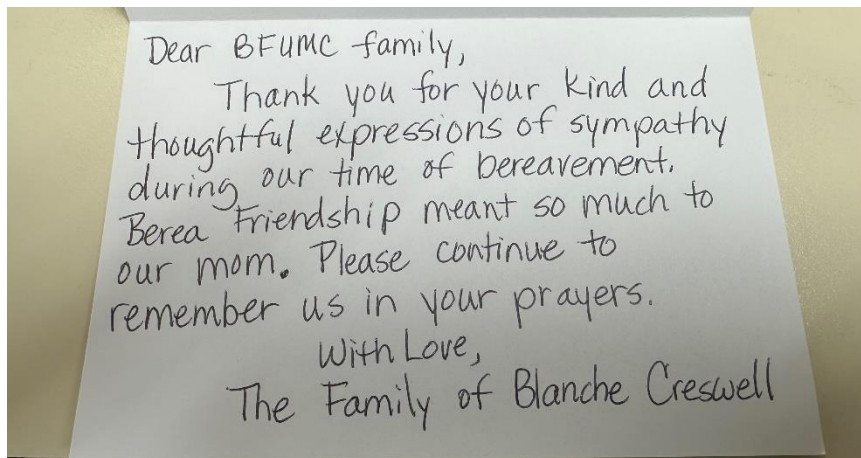 Dear BFUMC family,
Thank you for your kind and
thoughtful expressions of sympathy
during our time of bereavement.
Berea Friendship meant so much to
our mom. Please continue to
remember us in your prayers.
With Love,
The Family of Blanche Creswell